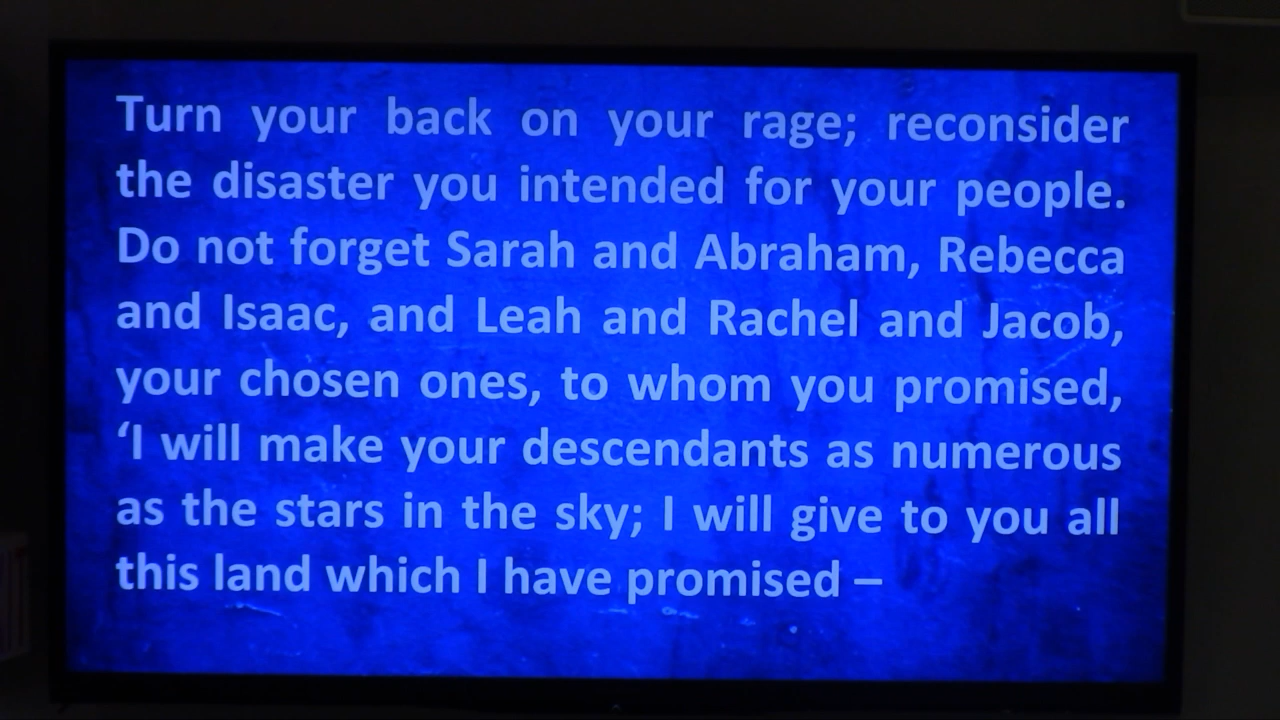 Turn your back on your rage; reconsider
the disaster you intended for your people.
Do not forget Sarah and Abraham, Rebecca
and Isaac, and Leah and Rachel and Jacob,
your chosen ones, to whom you promised,
‘I will make your descendants as numerous
as the stars in the sky; I will give to you all
this land which I have promised –